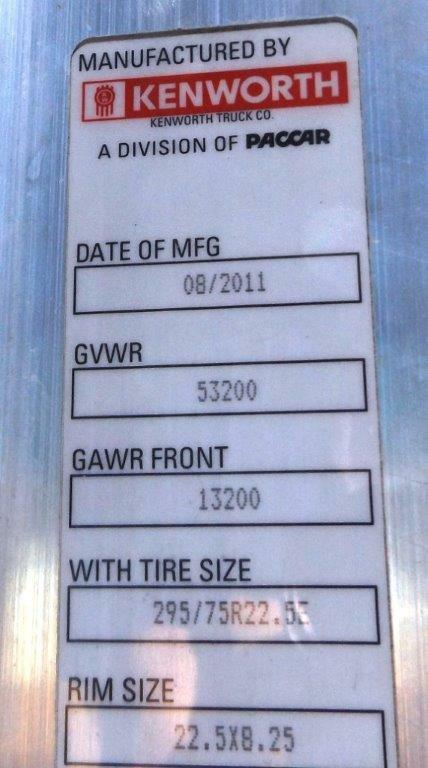 MANUFACTURED BY
KENWORTH
KENWORTH TRUCK CO.
A DIVISION OF PACCAR
DATE OF MFG
08/2011
GVWR
53200
GAWR FRONT
13200
WITH TIRE SIZE
295/75R22.5E
RIM SIZE
22.5X8.25